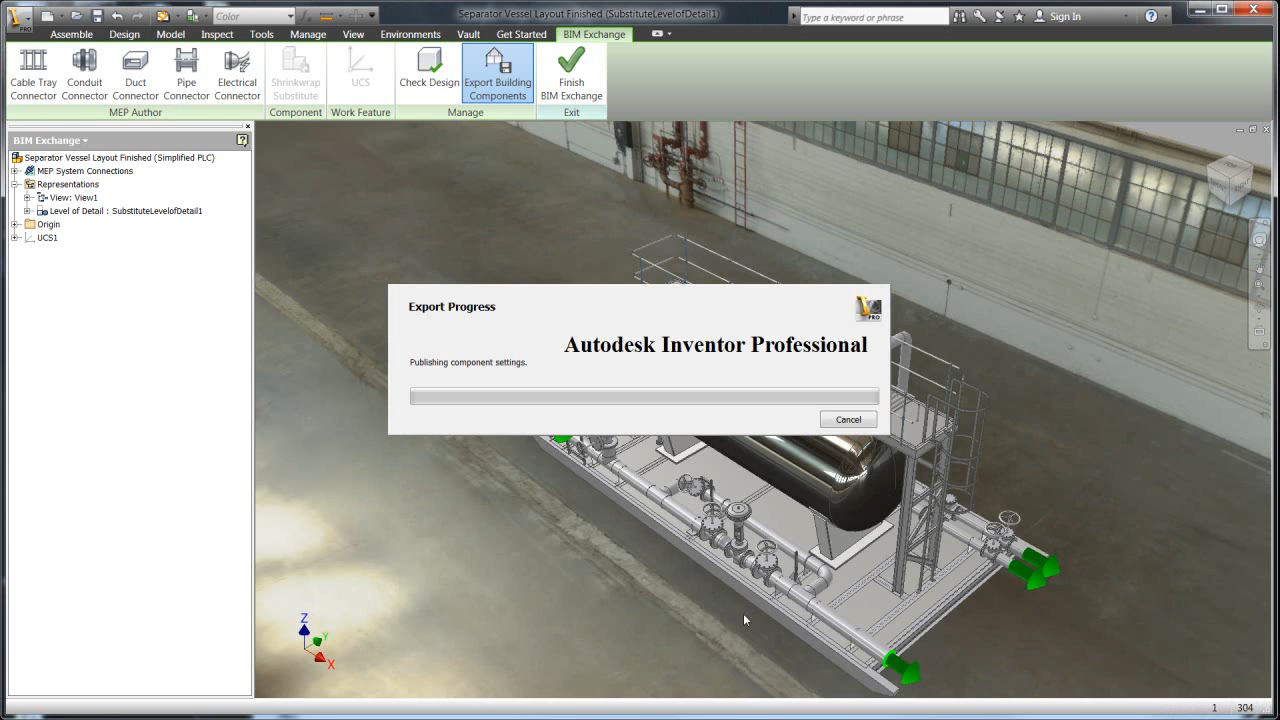 PRO
Color
Separator Vessel Layout Finished (SubstituteLevelofDetail1)
Type a keyword or phrase
Sign In
Assemble Design Model Inspect Tools Manage View Environments Vault Get Started BIM Exchange
Cable Tray Connector
Conduit Connector
Duct Connector
Pipe Connector
Electrical Connector
Shrinkwrap Substitute
UCS
Check Design
Export Building Components
Finish BIM Exchange
MEP Author Component Work Feature Manage Exit
BIM Exchange
Separator Vessel Layout Finished (Simplified PLC)
MEP System Connections
Representations
View: View1
Level of Detail : SubstituteLevelofDetail1
Origin
UCS1
Export Progress
PRO
Autodesk Inventor Professional
Publishing component settings.
Cancel
Z
Y
X
1 304